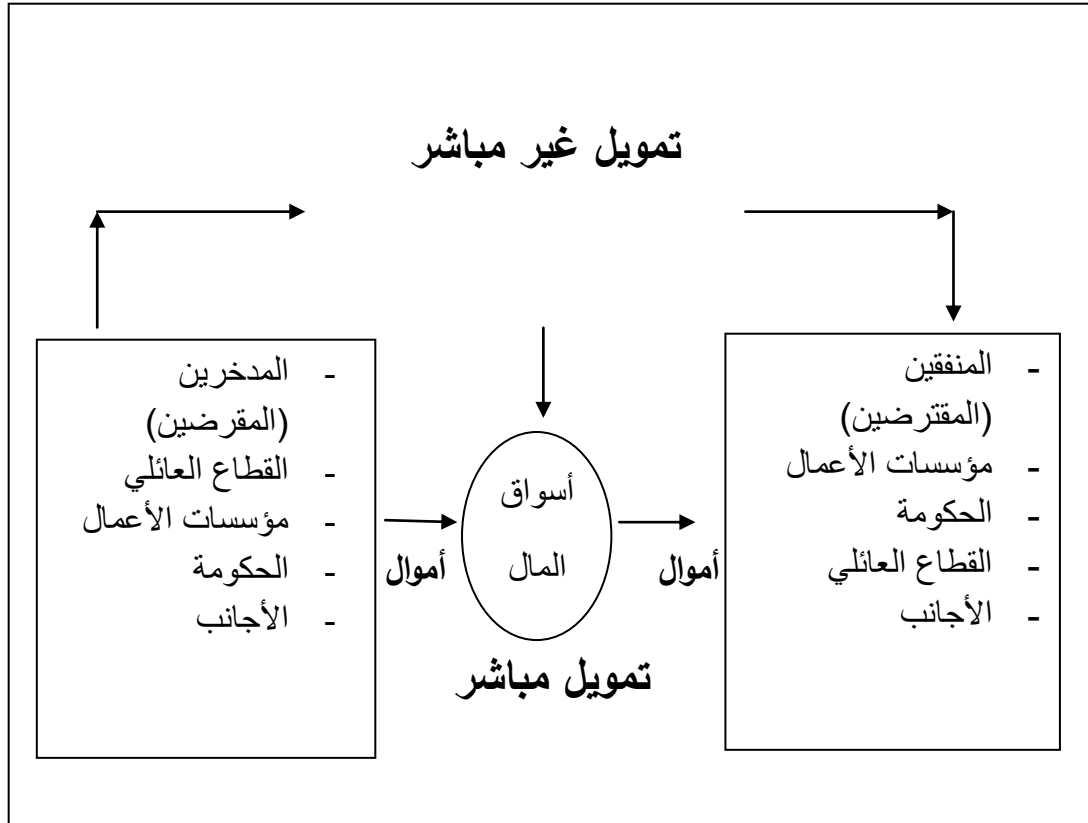 تمويل غير مباشر
- المنفقين
(المقترضين)
- مؤسسات الأعمال
- الحكومة
- القطاع العائلي
- الأجانب
أموال
أسواق
المال
أموال
- المدخرين
(المقرضين)
- القطاع العائلي
- مؤسسات الأعمال
- الحكومة
- الأجانب
تمويل مباشر